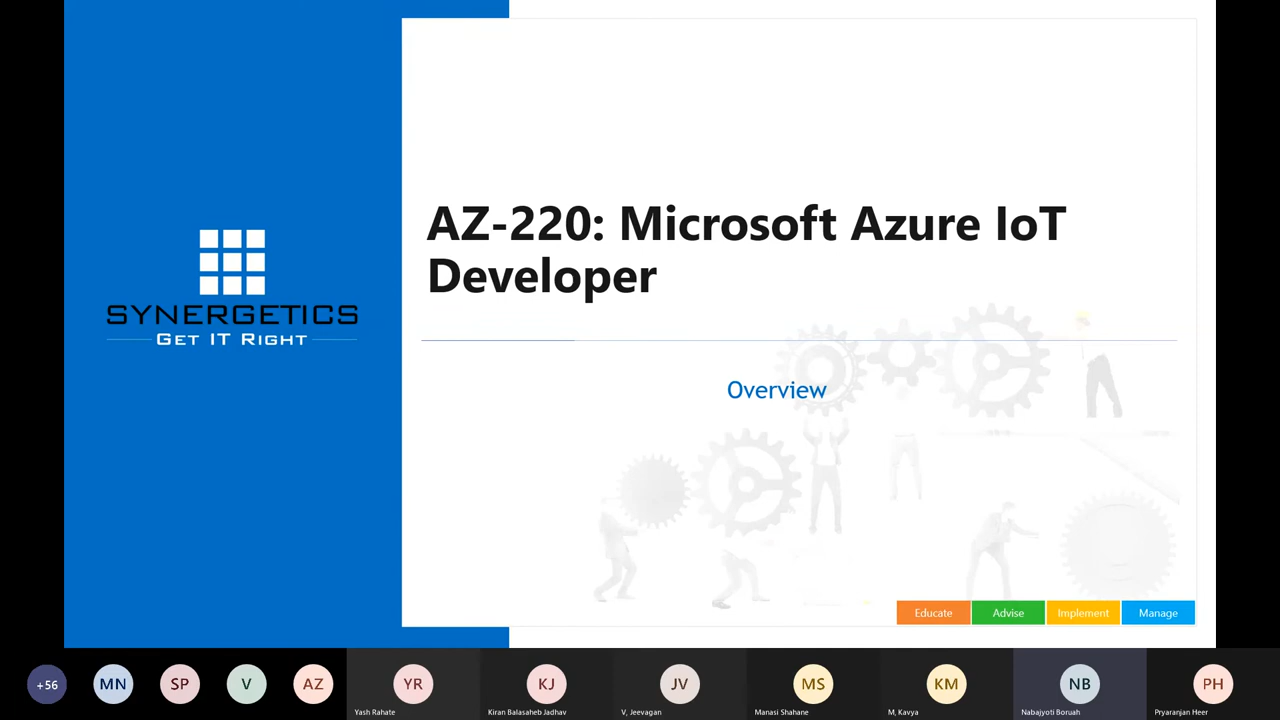 AZ-220: Microsoft Azure IoT
Developer
SYNERGETICS
GET IT RIGHT
Overview
Educate
Advise
Implement
Manage
+56
MN
SP
V
AZ
YR
KJ
JV
MS
KM
NB
PH
Yash Rahate
Kiran Balasaheb Jadhav
V, Jeevagan
Manasi Shahane
M, Kavya
Nabajyoti Boruah
Pryaranjan Heer